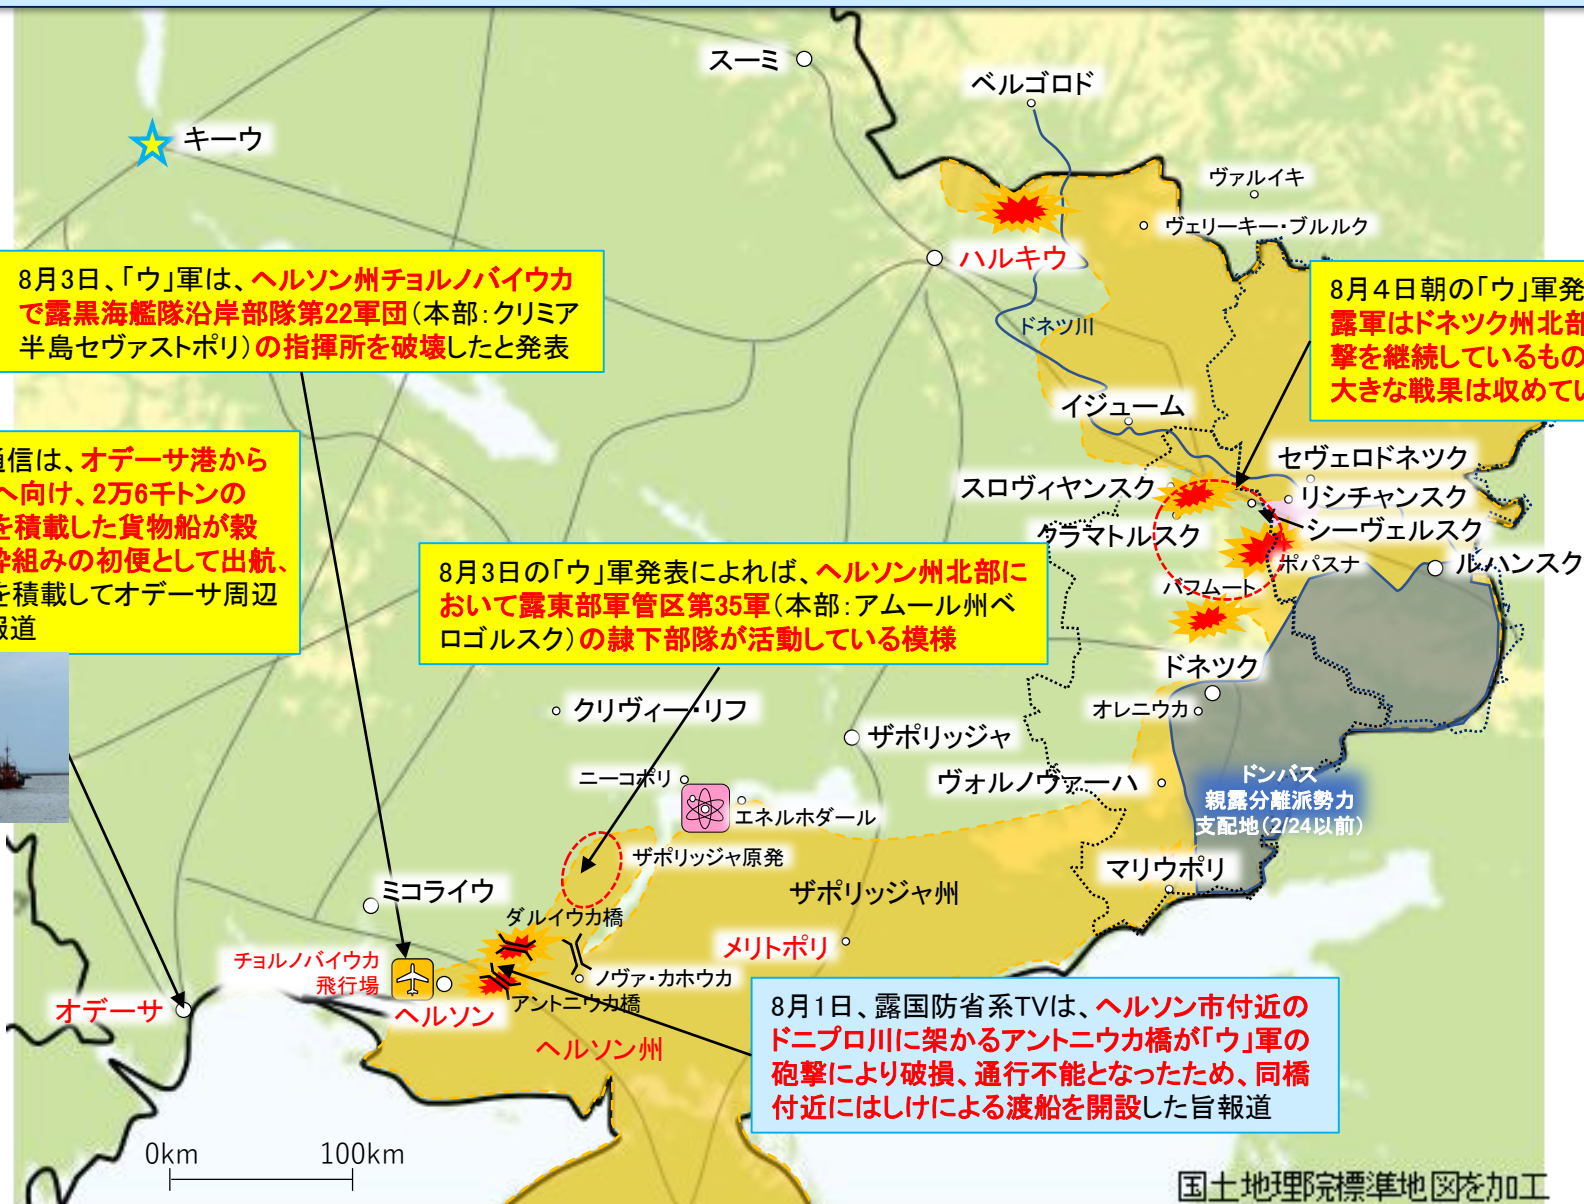 スーミ
ベルゴロド
キーウ
ヴァルイキ
ヴェリーキー・ブルルク
ハルキウ
8月3日、「ウ」軍は、ヘルソン州チョルノバイウカ
で露黒海艦隊沿岸部隊第22軍団(本部:クリミア
半島セヴァストポリ)の指揮所を破壊したと発表
8月4日朝の「ウ」軍発
露軍はドネツク州北部
撃を継続しているもの
大きな戦果は収めてい
ドネツ川
イジューム
通信は、オデーサ港から
へ向け、2万6千トンの
を積載した貨物船が穀
枠組みの初便として出航、
を積載してオデーサ周辺
報道
セヴェロドネツク
スロヴィヤンスク
リシチャンスク
シーヴェルスク
クラマトルスク
ポパスナ
ルハンスク
バフムート
8月3日の「ウ」軍発表によれば、ヘルソン州北部に
おいて露東部軍管区第35軍(本部:アムール州ベ
ロゴルスク)の隷下部隊が活動している模様
ドネツク
オレニウカ
クリヴィー・リフ
ザポリッジャ
ニーコポリ
エネルホダール
ヴォルノヴァーハ
ドンバス
親露分離派勢力
支配地(2/24以前)
ザポリッジャ原発
マリウポリ
ザポリッジャ州
ミコライウ
ダルイウカ橋
メリトポリ
チョルノバイウカ
飛行場
ノヴァ・カホウカ
アントニウカ橋
オデーサ
ヘルソン
ヘルソン州
8月1日、露国防省系TVは、ヘルソン市付近の
ドニプロ川に架かるアントニウカ橋が「ウ」軍の
砲撃により破損、通行不能となったため、同橋
付近にはしけによる渡船を開設した旨報道
0km
100km
国土地理院標準地図を加工